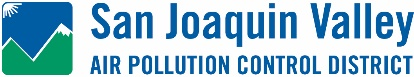 San Joaquin Valley
AIR POLLUTION CONTROL DISTRICT